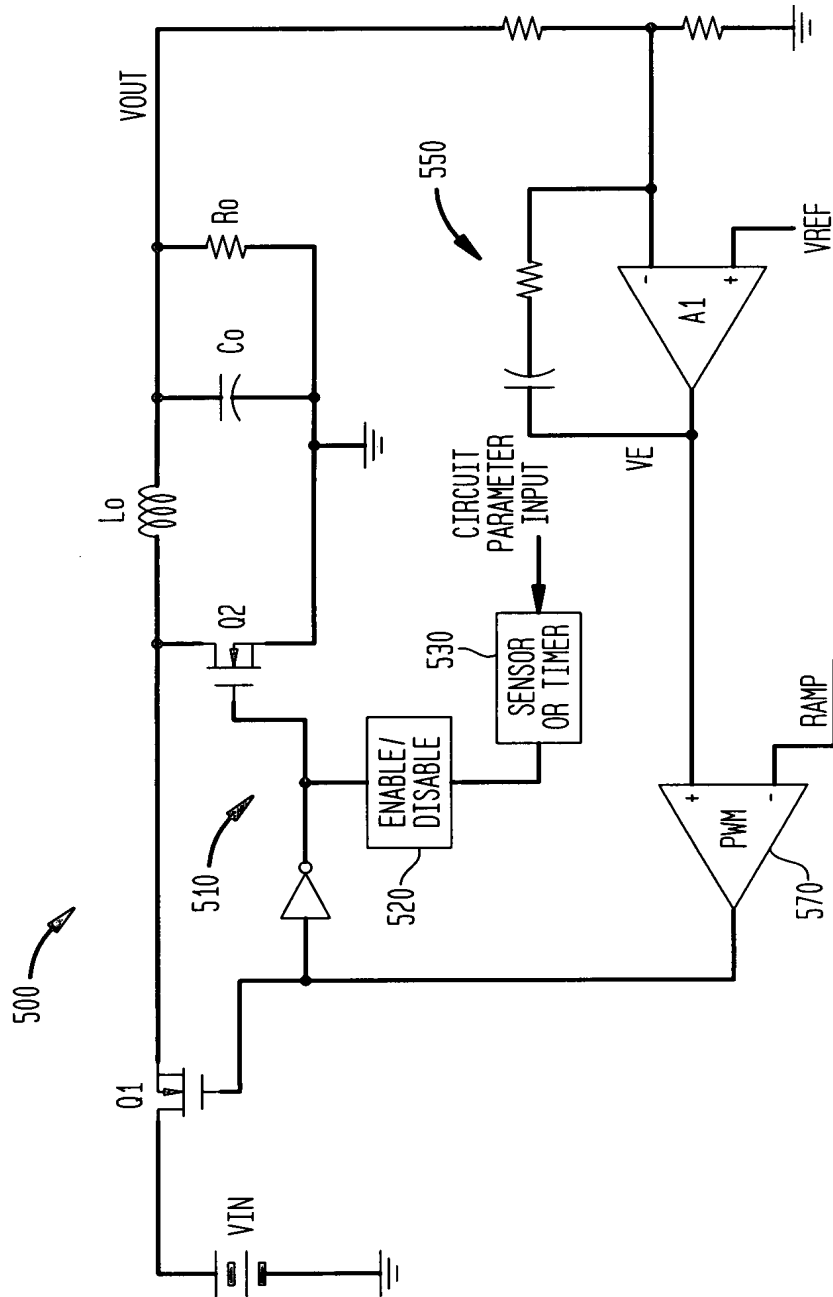 500
VIN
Q1
510
Q2
Lo
Co
Ro
VOUT
ENABLE/
DISABLE
520
530
SENSOR
OR TIMER
CIRCUIT
PARAMETER
INPUT
550
VE
-
+
A1
VREF
+
-
PWM
570
RAMP